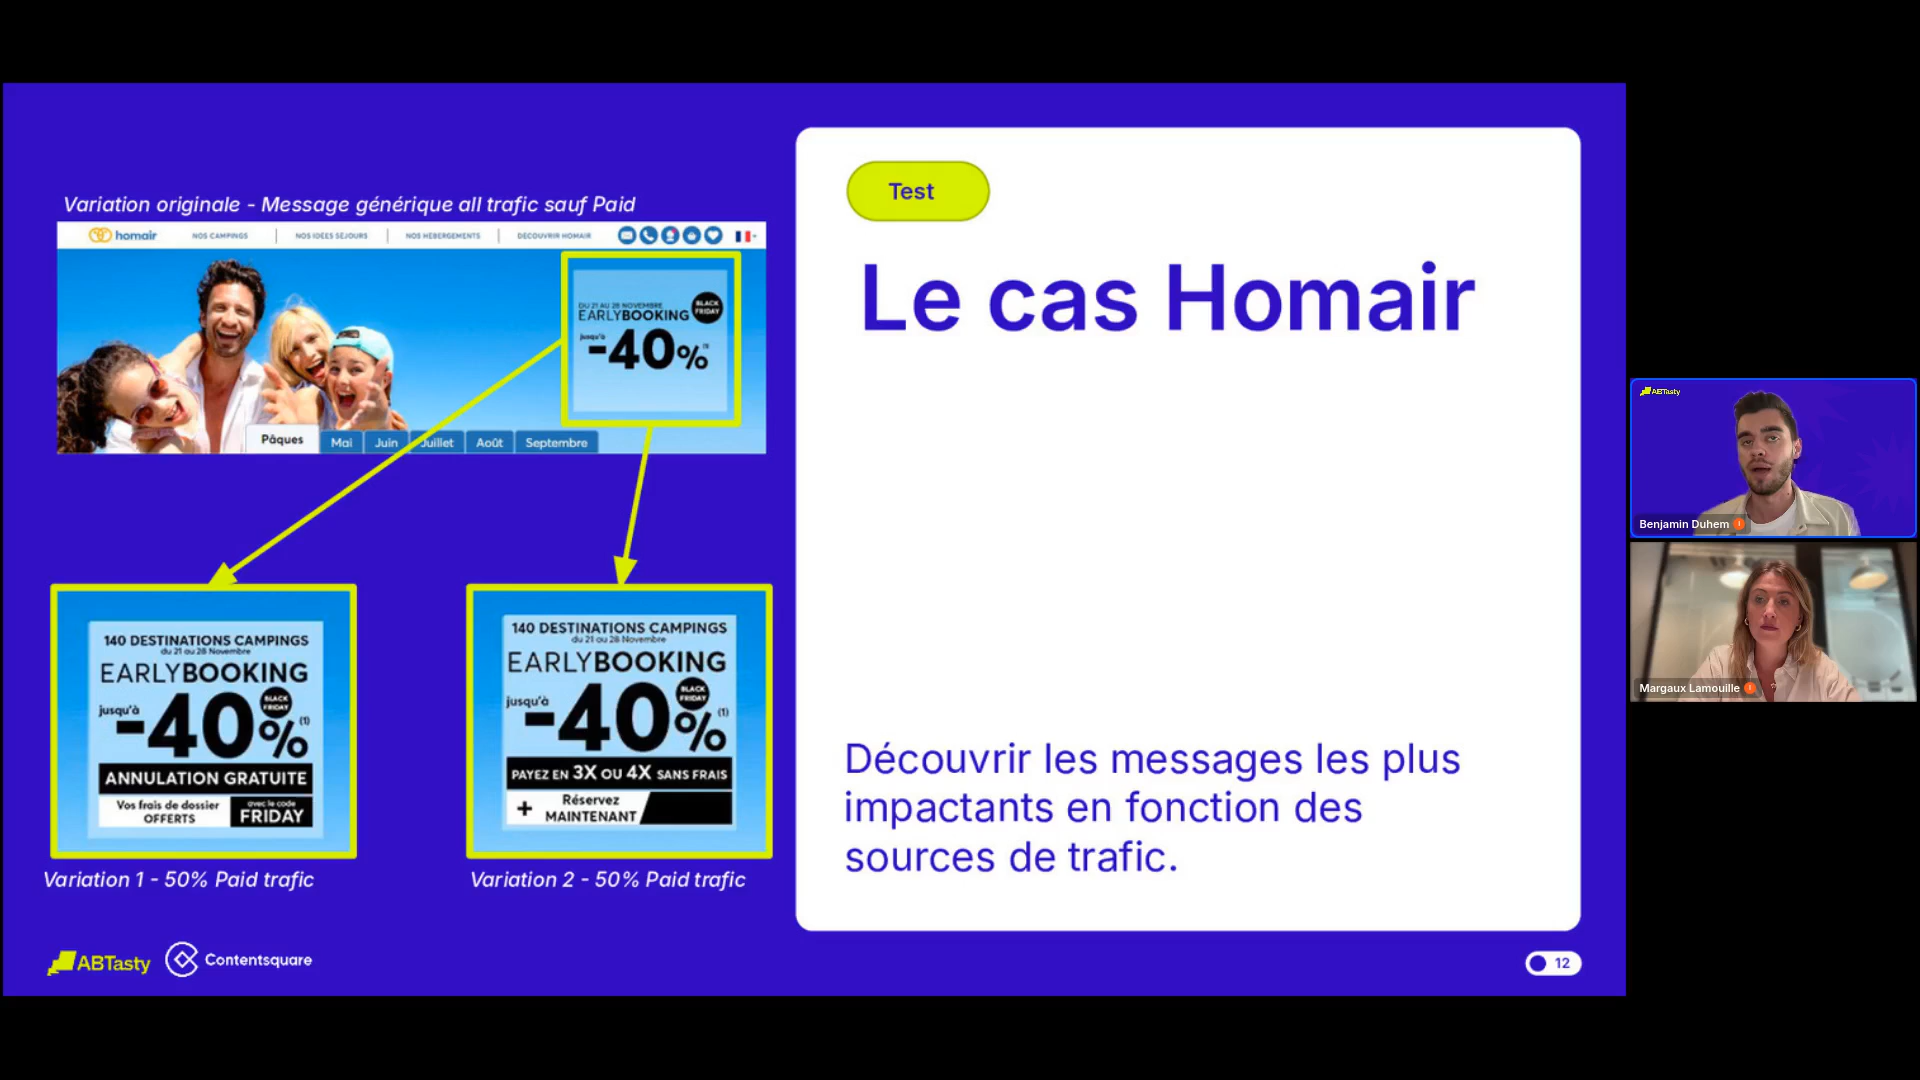 Variation originale - Message générique all trafic sauf Paid
homair
NOS CAMPINGS
NOS IDÉES SÉJOURS
NOS HÉBERGEMENTS
DÉCOUVRIR HOMAIR
DU 21 AU 28 NOVEMBRE
EARLYBOOKING
BLACK
FRIDAY
jusqu'à
-40%
Pâques
Mai
Juin
Juillet
Août
Septembre
140 DESTINATIONS CAMPINGS
du 21 au 28 Novembre
EARLYBOOKING
jusqu'à
-40%
BLACK
FRIDAY
(1)
ANNULATION GRATUITE
Vos frais de dossier
OFFERTS
avec le code
FRIDAY
Variation 1 - 50% Paid trafic
140 DESTINATIONS CAMPINGS
du 21 au 28 Novembre
EARLYBOOKING
jusqu'à
-40%
BLACK
FRIDAY
(1)
PAYEZ EN 3X OU 4X SANS FRAIS
+ Réservez
MAINTENANT
Variation 2 - 50% Paid trafic
ABTasty
Contentsquare
Test
Le cas Homair
Découvrir les messages les plus
impactants en fonction des
sources de trafic.
12
ABTasty
Benjamin Duhem
Margaux Lamouille